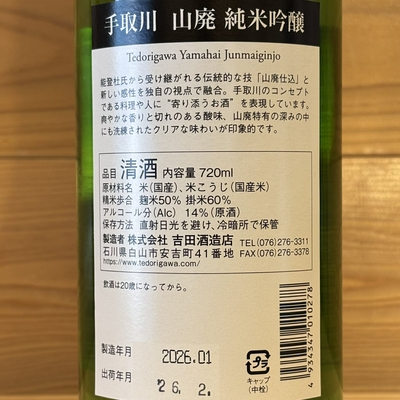 手取川 山廃 純米吟醸
Tedorigawa Yamahai Junmaiginjo
能登杜氏から受け継がれる伝統的な技「山廃仕込」と
新しい感性を独自の視点で融合。手取川のコンセプト
である料理や人に"寄り添うお酒"を表現しています。
爽やかな香りと切れのある酸味、山廃特有の深みの中
にも洗練されたクリアな味わいが印象的です。
品目 清酒 内容量 720ml
原材料名 米(国産)、米こうじ(国産米)
精米歩合 麹米50% 掛米60%
アルコール分(Alc) 14%(原酒)
保存方法 直射日光を避け、冷暗所で保管
製造者 株式会社 吉田酒造店 TEL(076)276-3311
石川県白山市安吉町41番地 FAX(076)276-3378
https://www.tedorigawa.com
飲酒は20歳になってから。
製造年月 2026.01
出荷年月 26.2.
プラ
キャップ
(中栓)
4934347010278